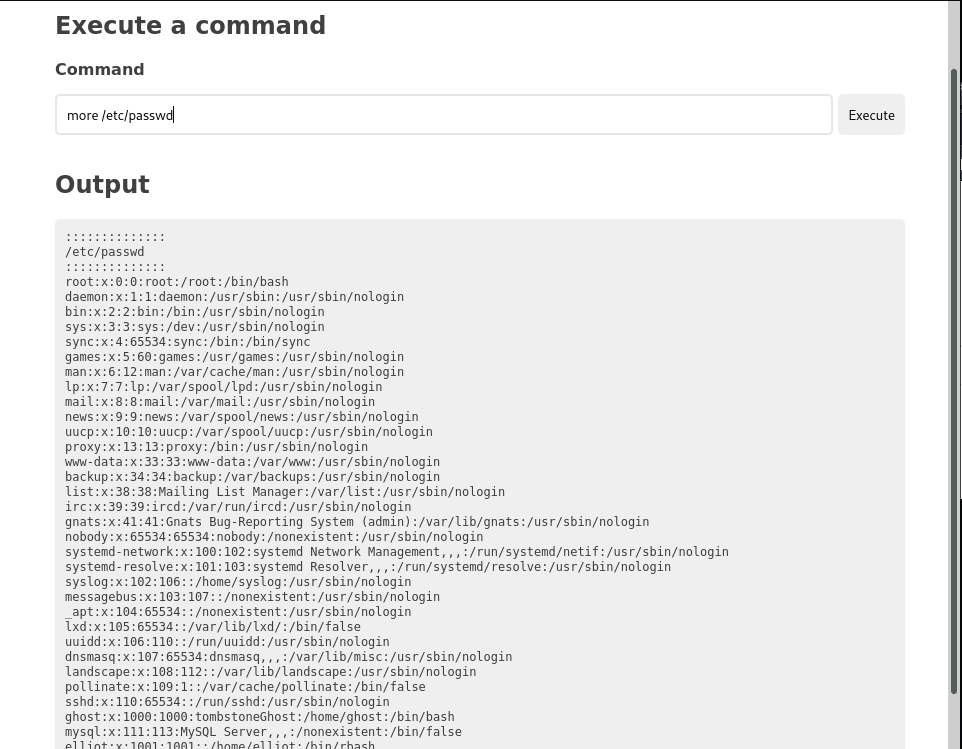 Execute a command
Command
more /etc/passwd
Execute
Output
::::::::::::::
/etc/passwd
::::::::::::::
root:x:0:0:root:/root:/bin/bash
daemon:x:1:1:daemon:/usr/sbin:/usr/sbin/nologin
bin:x:2:2:bin:/bin:/usr/sbin/nologin
sys:x:3:3:sys:/dev:/usr/sbin/nologin
sync:x:4:65534:sync:/bin:/bin/sync
games:x:5:60:games:/usr/games:/usr/sbin/nologin
man:x:6:12:man:/var/cache/man:/usr/sbin/nologin
lp:x:7:7:lp:/var/spool/lpd:/usr/sbin/nologin
mail:x:8:8:mail:/var/mail:/usr/sbin/nologin
news:x:9:9:news:/var/spool/news:/usr/sbin/nologin
uucp:x:10:10:uucp:/var/spool/uucp:/usr/sbin/nologin
proxy:x:13:13:proxy:/bin:/usr/sbin/nologin
www-data:x:33:33:www-data:/var/www:/usr/sbin/nologin
backup:x:34:34:backup:/var/backups:/usr/sbin/nologin
list:x:38:38:Mailing List Manager:/var/list:/usr/sbin/nologin
irc:x:39:39:ircd:/var/run/ircd:/usr/sbin/nologin
gnats:x:41:41:Gnats Bug-Reporting System (admin):/var/lib/gnats:/usr/sbin/nologin
nobody:x:65534:65534:nobody:/nonexistent:/usr/sbin/nologin
systemd-network:x:100:102:systemd Network Management,,,:/run/systemd/netif:/usr/sbin/nologin
systemd-resolve:x:101:103:systemd Resolver,,,:/run/systemd/resolve:/usr/sbin/nologin
syslog:x:102:106::/home/syslog:/usr/sbin/nologin
messagebus:x:103:107::/nonexistent:/usr/sbin/nologin
_apt:x:104:65534::/nonexistent:/usr/sbin/nologin
lxd:x:105:65534::/var/lib/lxd/:/bin/false
uuidd:x:106:110::/run/uuidd:/usr/sbin/nologin
dnsmasq:x:107:65534:dnsmasq,,,:/var/lib/misc:/usr/sbin/nologin
landscape:x:108:112::/var/lib/landscape:/usr/sbin/nologin
pollinate:x:109:1::/var/cache/pollinate:/bin/false
sshd:x:110:65534::/run/sshd:/usr/sbin/nologin
ghost:x:1000:1000:tombstoneGhost:/home/ghost:/bin/bash
mysql:x:111:113:MySQL Server,,,:/nonexistent:/bin/false
elliot:x:1001:1001::/home/elliot:/bin/rbash